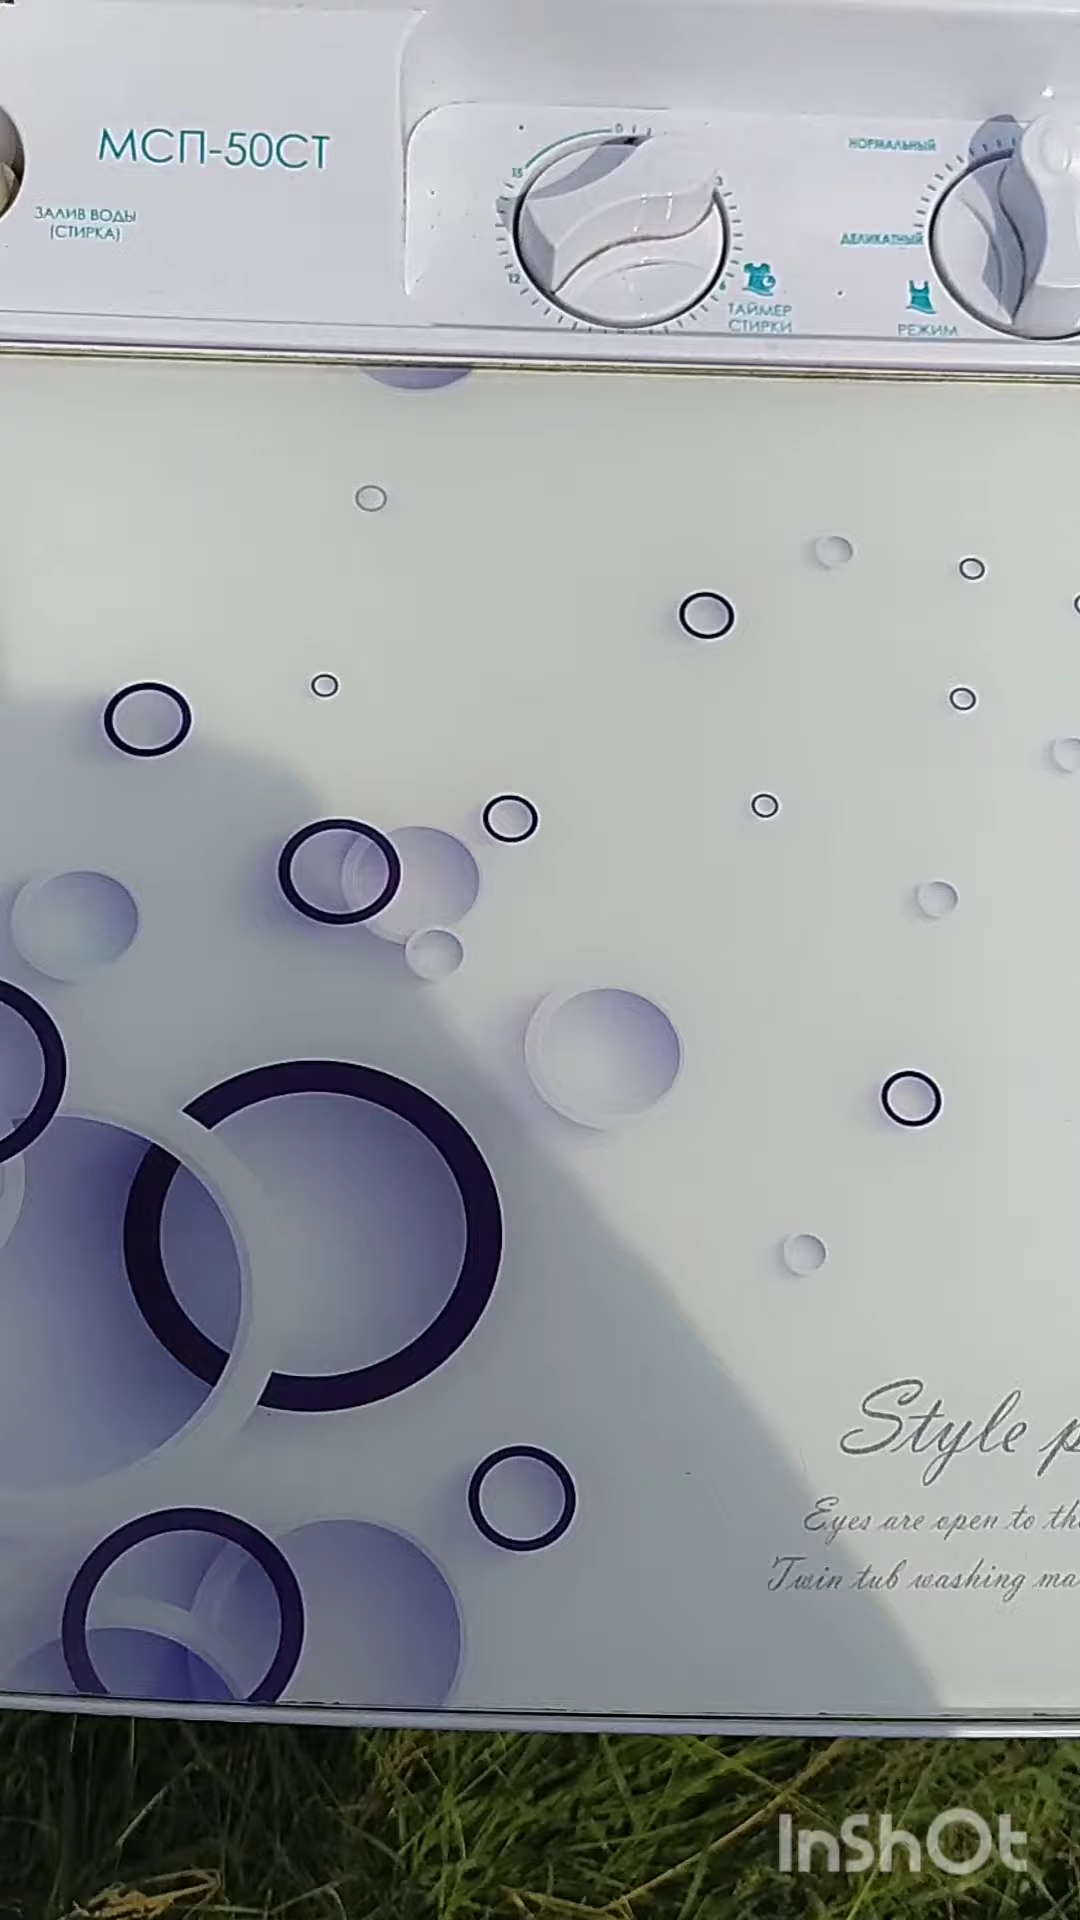 МСП-50СТ
ЗАЛИВ ВОДЫ
(СТИРКА)
0
15
3
12
ТАЙМЕР
СТИРКИ
НОРМАЛЬНЫЙ
ДЕЛИКАТНЫЙ
РЕЖИМ
Style p
Eyes are open to the
Twin tub washing ma
InShOt